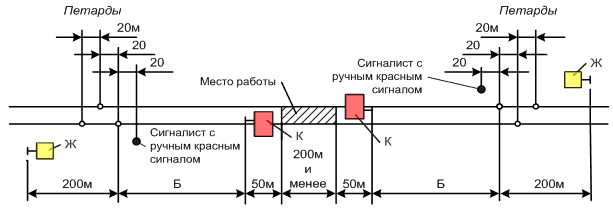 Петарды
Петарды
20м
20м
20
20
20
20
Сигналист с
ручным красным
сигналом
Ж
Место работы
К
К
Ж
Сигналист с
ручным красным
сигналом
200м
Б
50м
200м
и
менее
50м
Б
200м